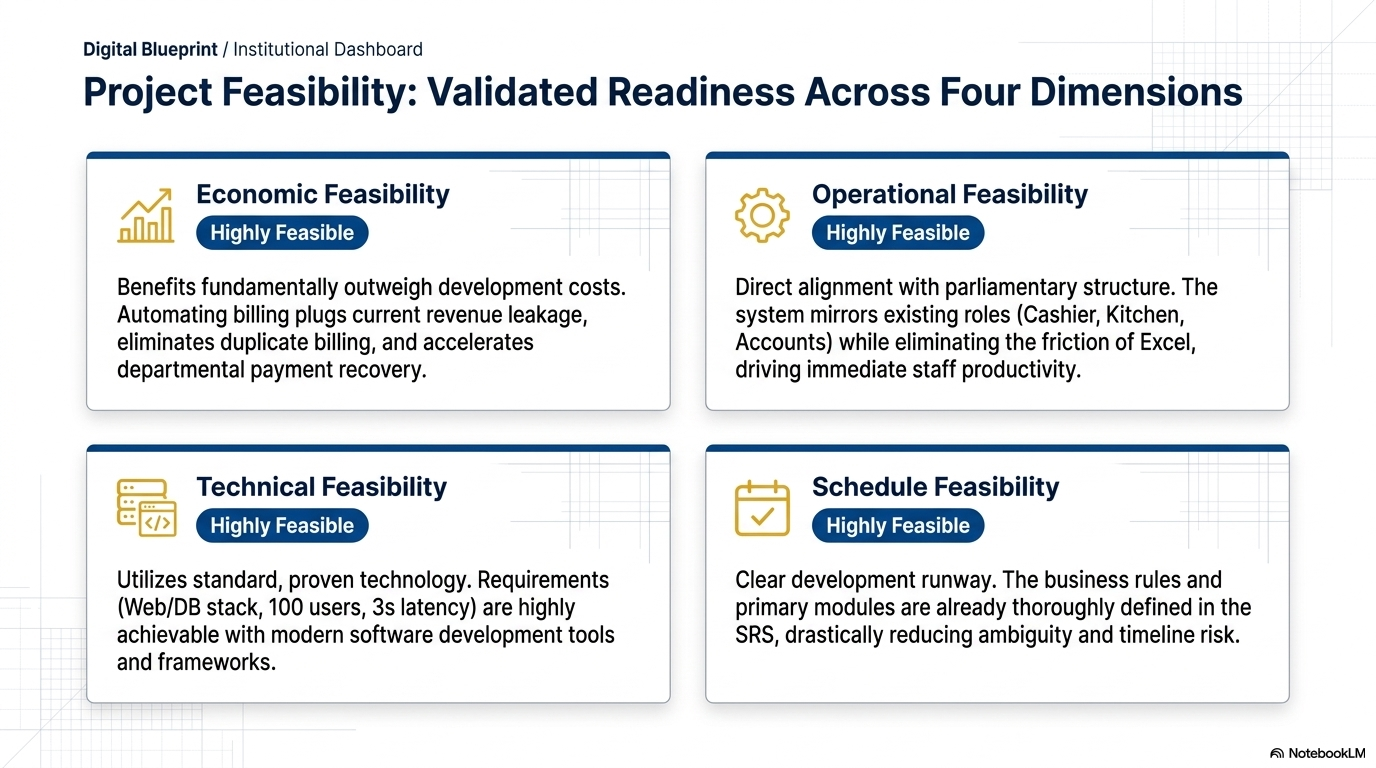 Digital Blueprint / Institutional Dashboard
Project Feasibility: Validated Readiness Across Four Dimensions
Economic Feasibility
Highly Feasible
Benefits fundamentally outweigh development costs.
Automating billing plugs current revenue leakage,
eliminates duplicate billing, and accelerates
departmental payment recovery.
Operational Feasibility
Highly Feasible
Direct alignment with parliamentary structure. The
system mirrors existing roles (Cashier, Kitchen,
Accounts) while eliminating the friction of Excel,
driving immediate staff productivity.
Technical Feasibility
Highly Feasible
Utilizes standard, proven technology. Requirements
(Web/DB stack, 100 users, 3s latency) are highly
achievable with modern software development tools
and frameworks.
Schedule Feasibility
Highly Feasible
Clear development runway. The business rules and
primary modules are already thoroughly defined in the
SRS, drastically reducing ambiguity and timeline risk.
NotebookLM